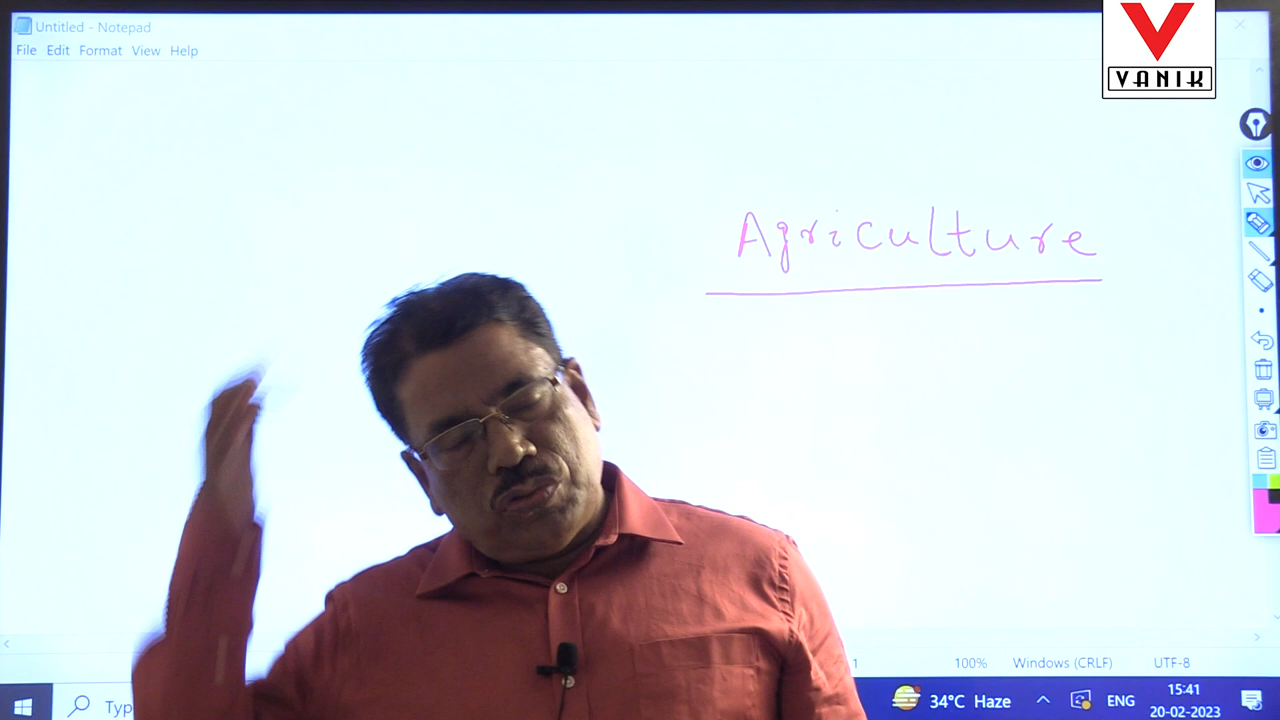 Untitled - Notepad
VANIK
File Edit Format View Help
Agriculture
1 100% Windows (CRLF) UTF-8
Typ 34°C Haze ENG 15:41
20-02-2023